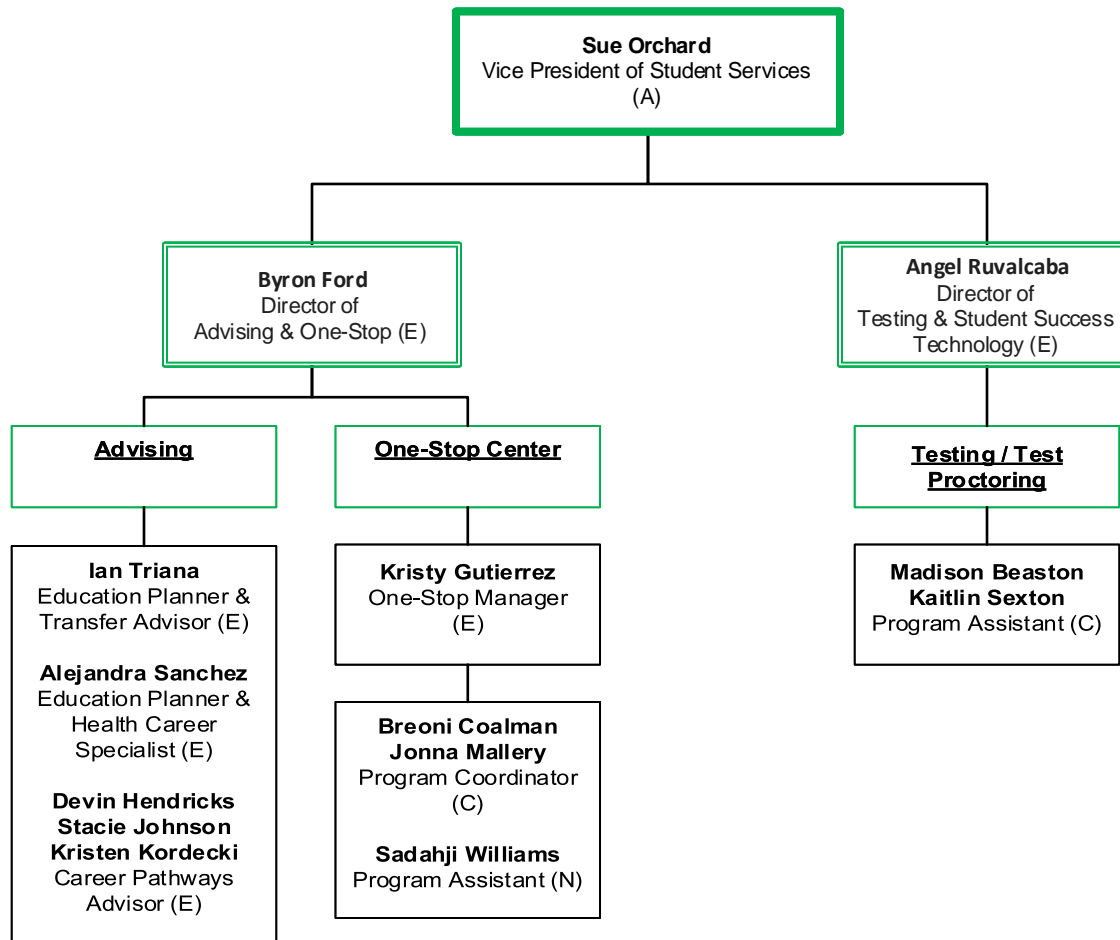 Sue Orchard
Vice President of Student Services
(A)
Byron Ford
Director of
Advising & One-Stop (E)
Angel Ruvalcaba
Director of
Testing & Student Success
Technology (E)
Advising
One-Stop Center
Testing / Test
Proctoring
Ian Triana
Education Planner &
Transfer Advisor (E)
Alejandra Sanchez
Education Planner &
Health Career
Specialist (E)
Devin Hendricks
Stacie Johnson
Kristen Kordecki
Career Pathways
Advisor (E)
Kristy Gutierrez
One-Stop Manager
(E)
Breoni Coalman
Jonna Mallery
Program Coordinator
(C)
Sadahji Williams
Program Assistant (N)
Madison Beaston
Kaitlin Sexton
Program Assistant (C)